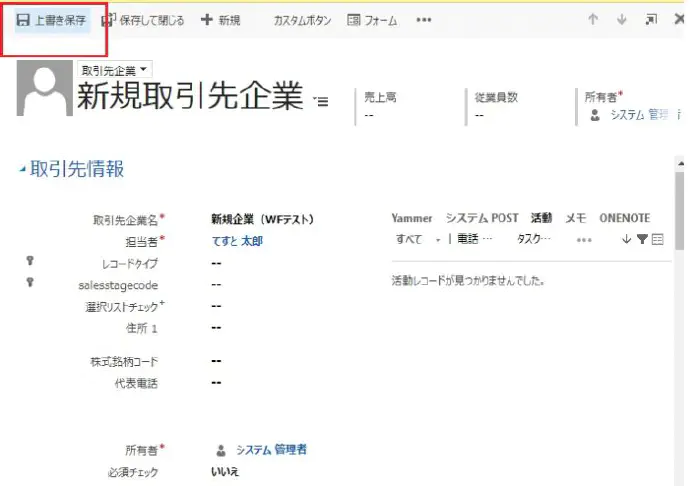 上書き保存 保存して閉じる 新規 カスタムボタン フォーム •••
取引先企業
新規取引先企業
売上高 従業員数 所有者*
-- -- システム 管理
取引先情報
取引先企業名* 新規企業（WFテスト）
担当者* てすと 太郎
レコードタイプ --
salesstagecode --
選択リストチェック+ --
住所 1 --
株式銘柄コード --
代表電話 --
所有者* システム 管理者
必須チェック いいえ
Yammer システム POST 活動 メモ ONENOTE
すべて | 電話 ... タスク... •••
活動レコードが見つかりませんでした。